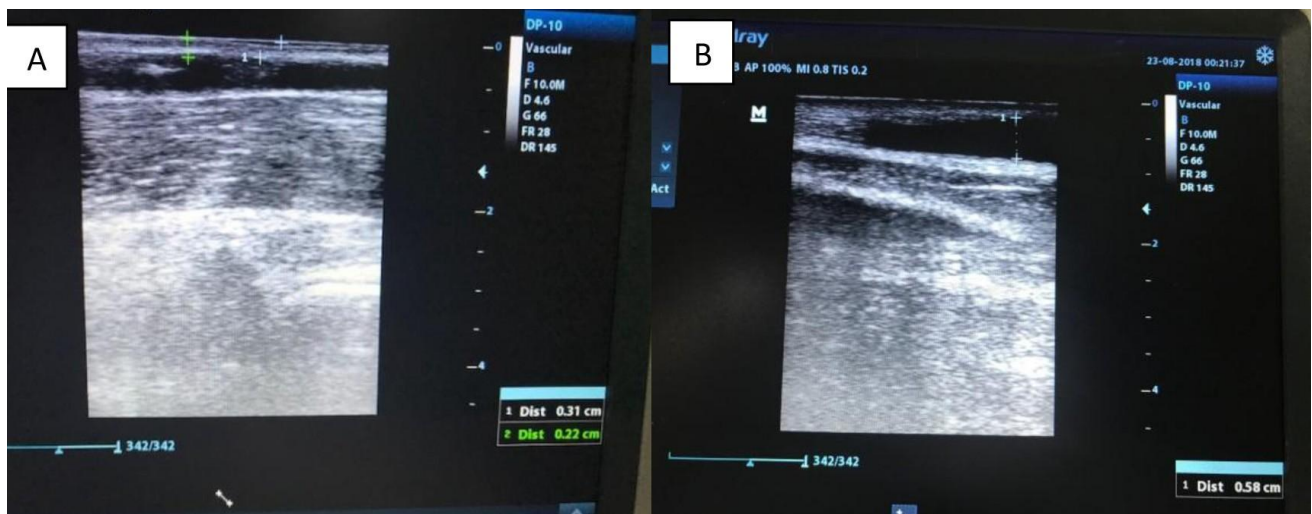 A
DP-10
Vascular
B
F 10.0M
D 4.6
G 66
FR 28
DR 145
0
1
2
4
1 Dist 0.31 cm
2 Dist 0.22 cm
342/342
B
lray
AP 100% MI 0.8 TIS 0.2
23-08-2018 00:21:37
M
DP-10
Vascular
B
F 10.0M
D 4.6
G 66
FR 28
DR 145
Act
0
1
2
4
1 Dist 0.58 cm
342/342